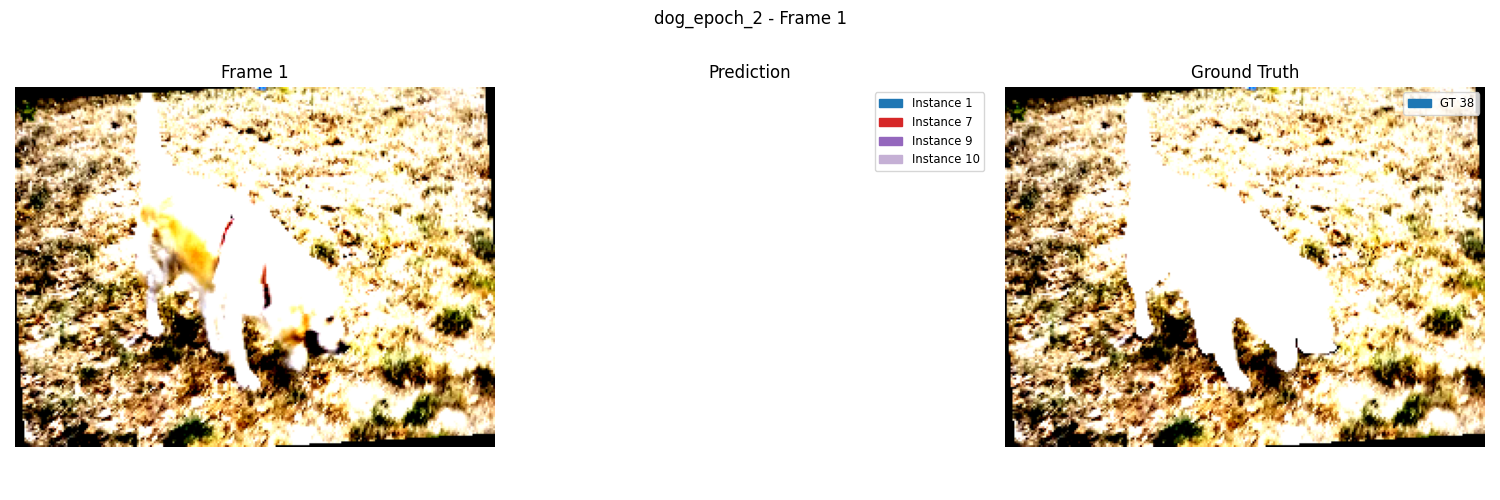 dog_epoch_2 - Frame 1
Frame 1
Prediction
Ground Truth
Instance 1
Instance 7
Instance 9
Instance 10
GT 38